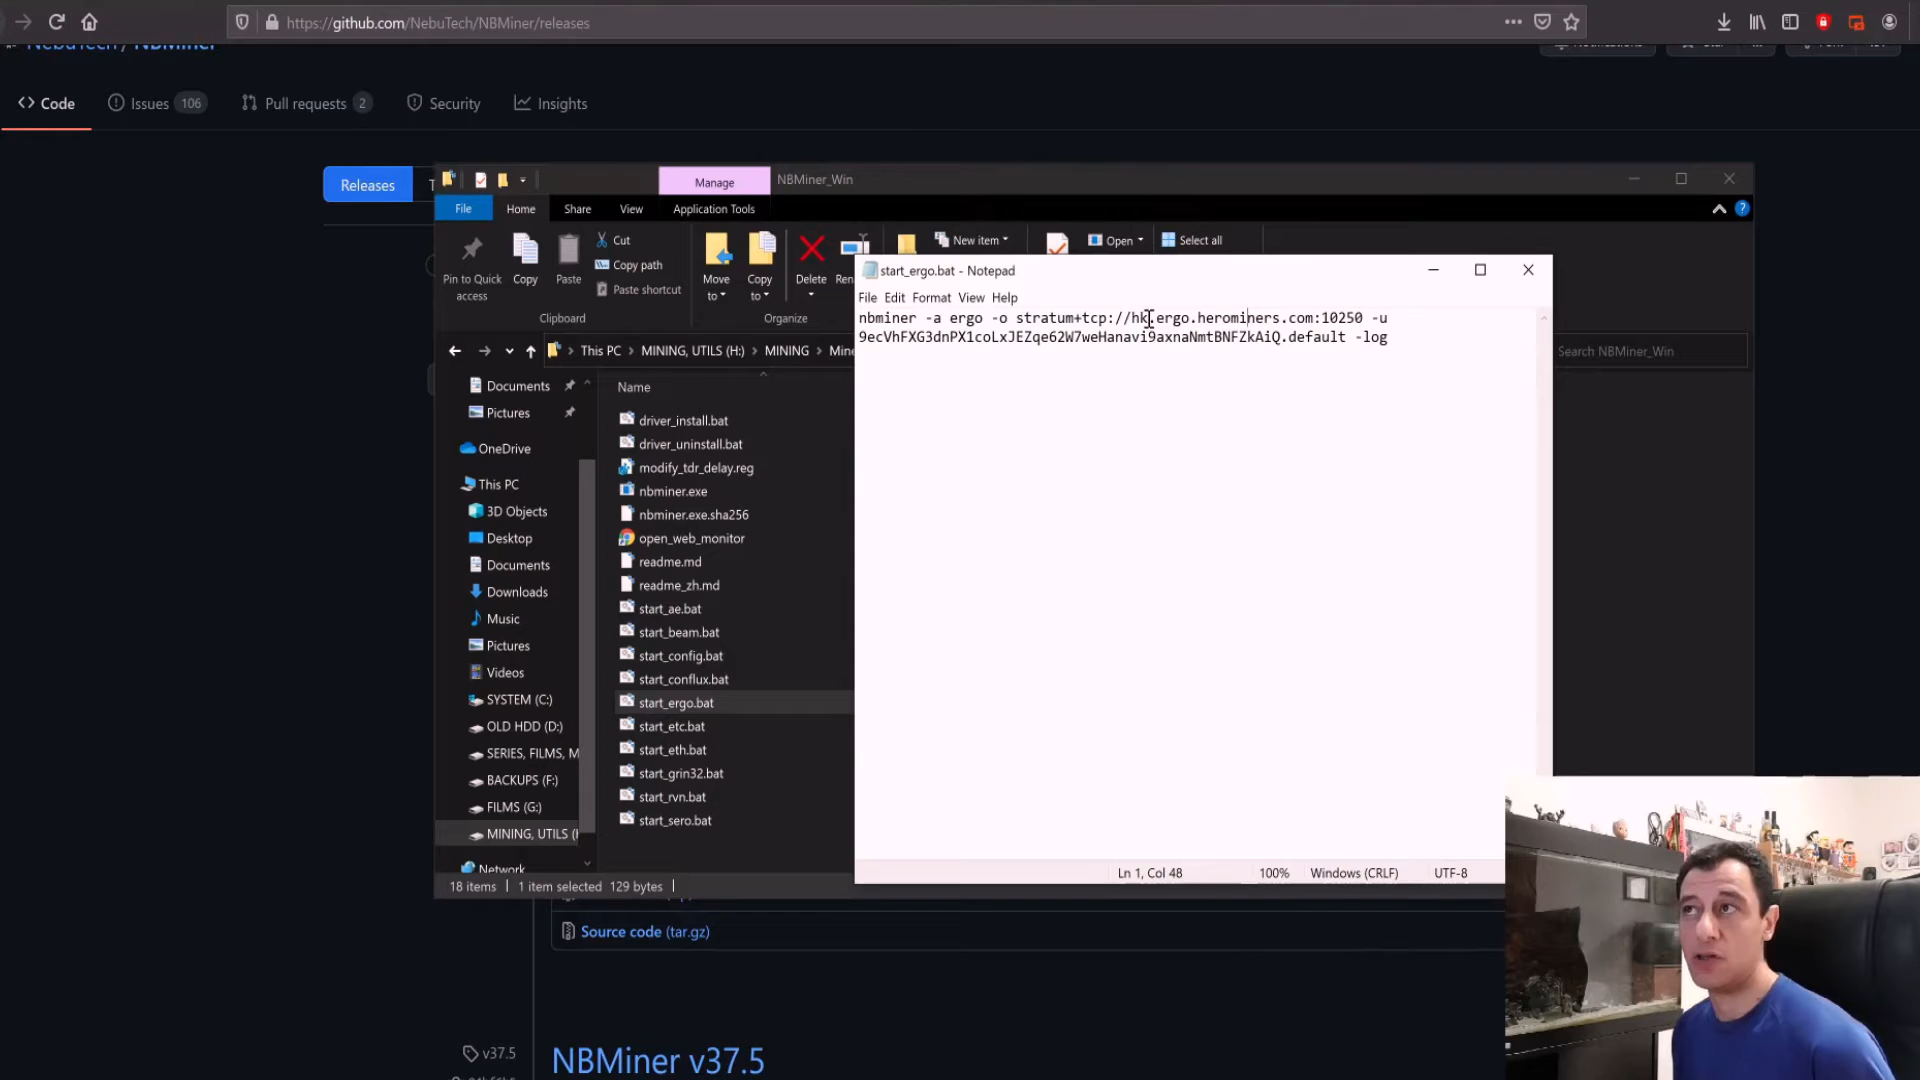 https://github.com/NebuTech/NBMiner/releases
NebuTech / NBMiner
Code
Issues 106
Pull requests 2
Security
Insights
Releases
Manage
NBMiner_Win
File
Home
Share
View
Application Tools
Pin to Quick access
Copy
Paste
Cut
Copy path
Paste shortcut
Move to
Copy to
Delete
New item
Open
Select all
Clipboard
Organize
This PC
MINING, UTILS (H:)
MINING
Search NBMiner_Win
Documents
Pictures
OneDrive
This PC
3D Objects
Desktop
Documents
Downloads
Music
Pictures
Videos
SYSTEM (C:)
OLD HDD (D:)
SERIES, FILMS, M
BACKUPS (F:)
FILMS (G:)
MINING, UTILS (H
Network
Name
driver_install.bat
driver_uninstall.bat
modify_tdr_delay.reg
nbminer.exe
nbminer.exe.sha256
open_web_monitor
readme.md
readme_zh.md
start_ae.bat
start_beam.bat
start_config.bat
start_conflux.bat
start_ergo.bat
start_etc.bat
start_eth.bat
start_grin32.bat
start_rvn.bat
start_sero.bat
18 items
1 item selected 129 bytes
start_ergo.bat - Notepad
File Edit Format View Help
nbminer -a ergo -o stratum+tcp://hk.ergo.herominers.com:10250 -u
9ecVhFXG3dnPX1coLxJEZqe62W7weHanavi9axnaNmtBNFZkAiQ.default -log
Ln 1, Col 48
100%
Windows (CRLF)
UTF-8
Source code (tar.gz)
v37.5
NBMiner v37.5